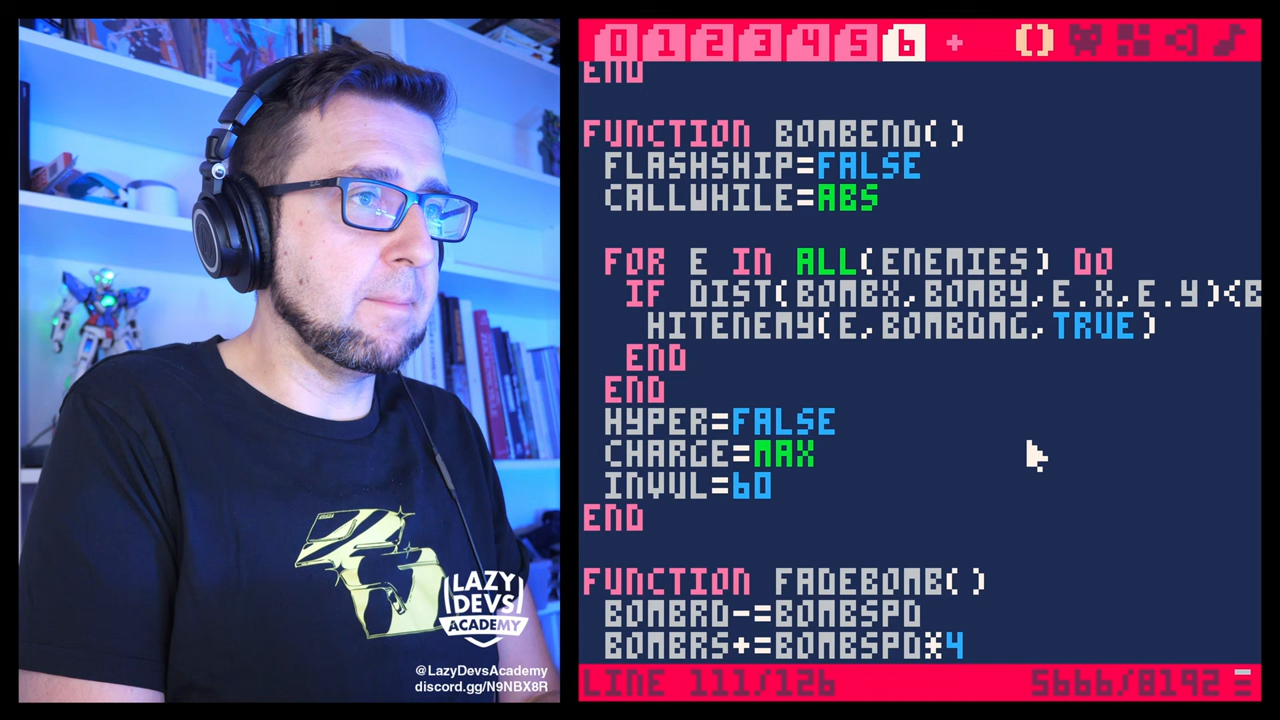 0 1 2 3 4 5 6 +
END
FUNCTION BOMBEND()
FLASHSHIP=FALSE
CALLWHILE=ABS
FOR E IN ALL(ENEMIES) DO
IF DIST(BOMBX,BOMBY,E.X,E.Y)<B
HITENEMY(E,BOMBDMG,TRUE)
END
END
HYPER=FALSE
CHARGE=MAX
INVUL=60
END
FUNCTION FADEBOMB()
BOMBRD-=BOMBSPD
BOMBRS+=BOMBSPD*4
LINE 111/126 5666/8192
LAZY
DEVS
ACADEMY
@LazyDevsAcademy
discord.gg/N9NBX8R